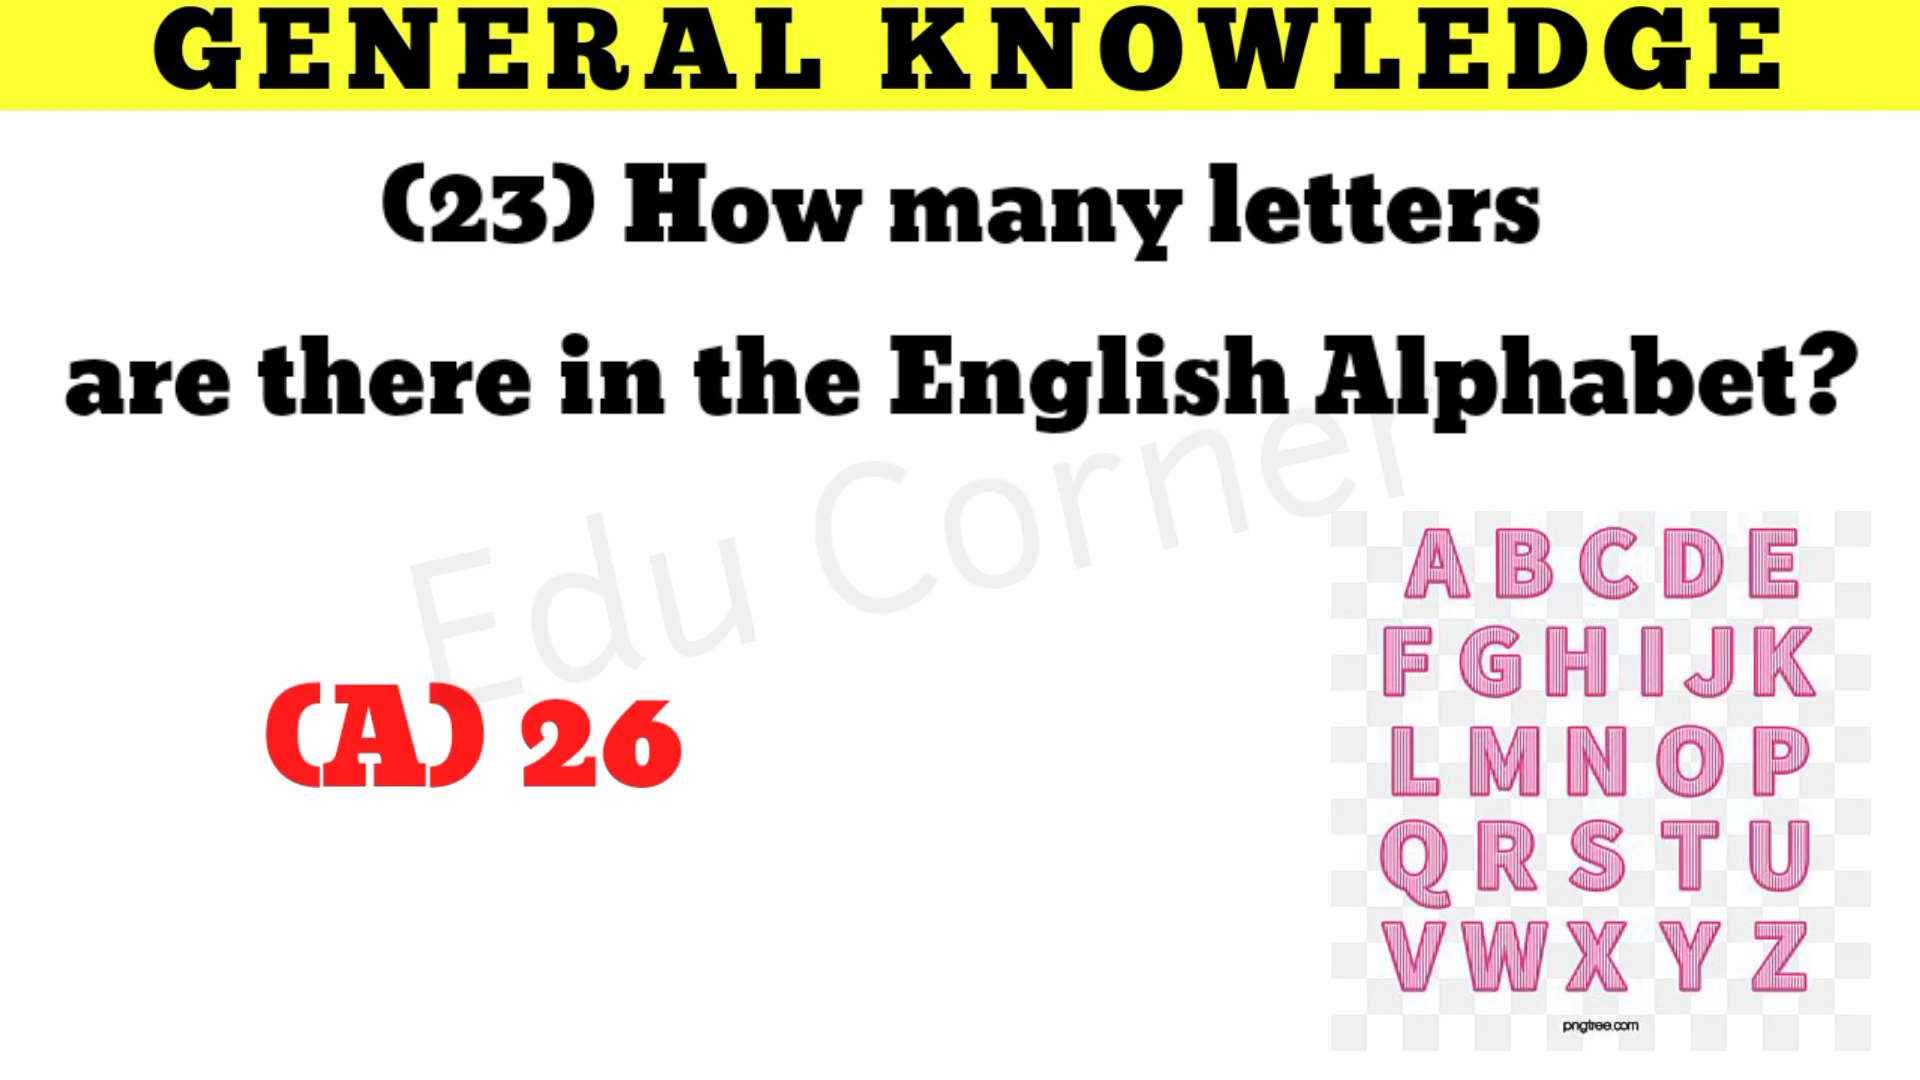 GENERAL KNOWLEDGE
(23) How many letters
are there in the English Alphabet?
Edu Corner
(A) 26
A B C D E
F G H I J K
L M N O P
Q R S T U
V W X Y Z
pngtree.com